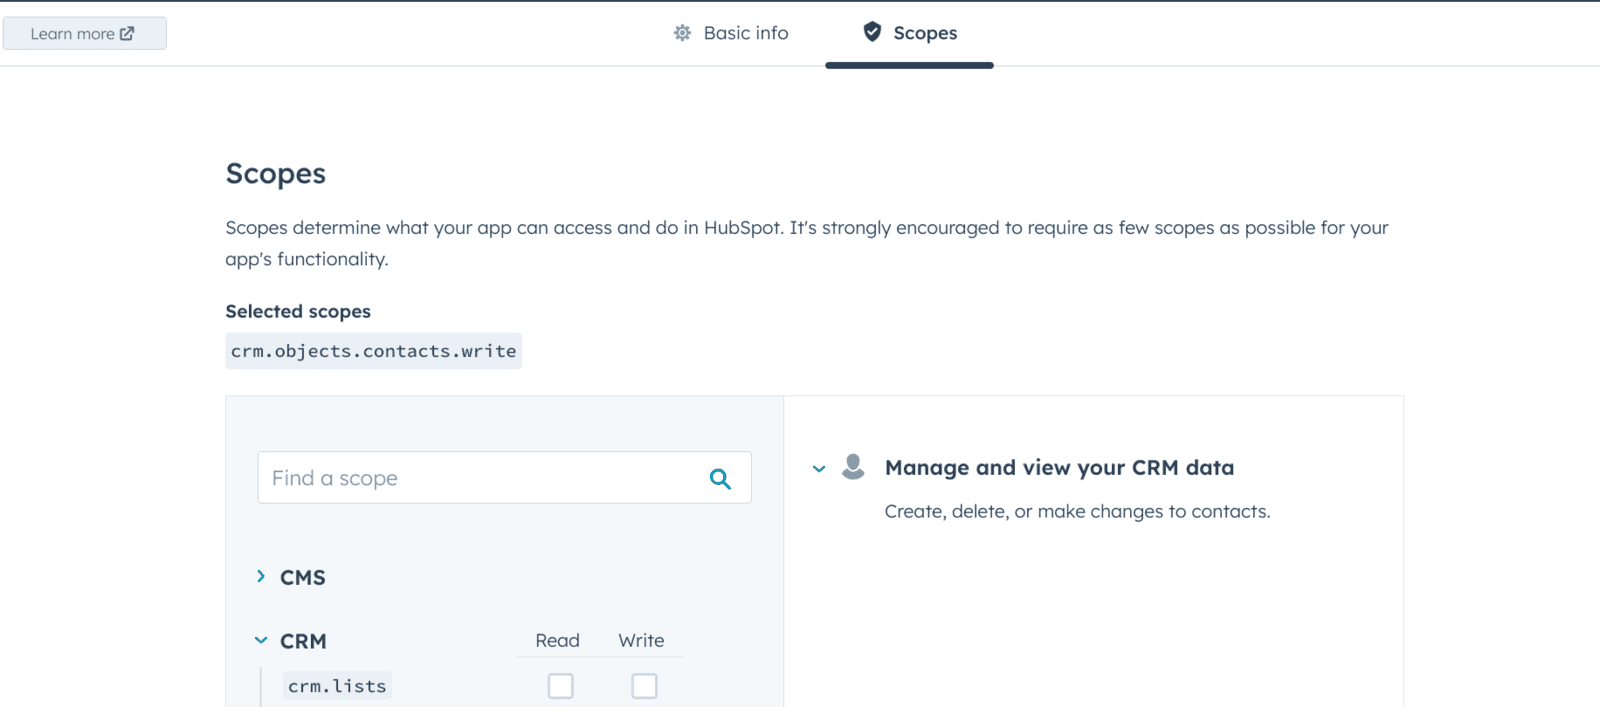 Learn more
Basic info
Scopes
Scopes
Scopes determine what your app can access and do in HubSpot. It's strongly encouraged to require as few scopes as possible for your
app's functionality.
Selected scopes
crm.objects.contacts.write
Find a scope
Manage and view your CRM data
Create, delete, or make changes to contacts.
CMS
CRM
Read
Write
crm.lists